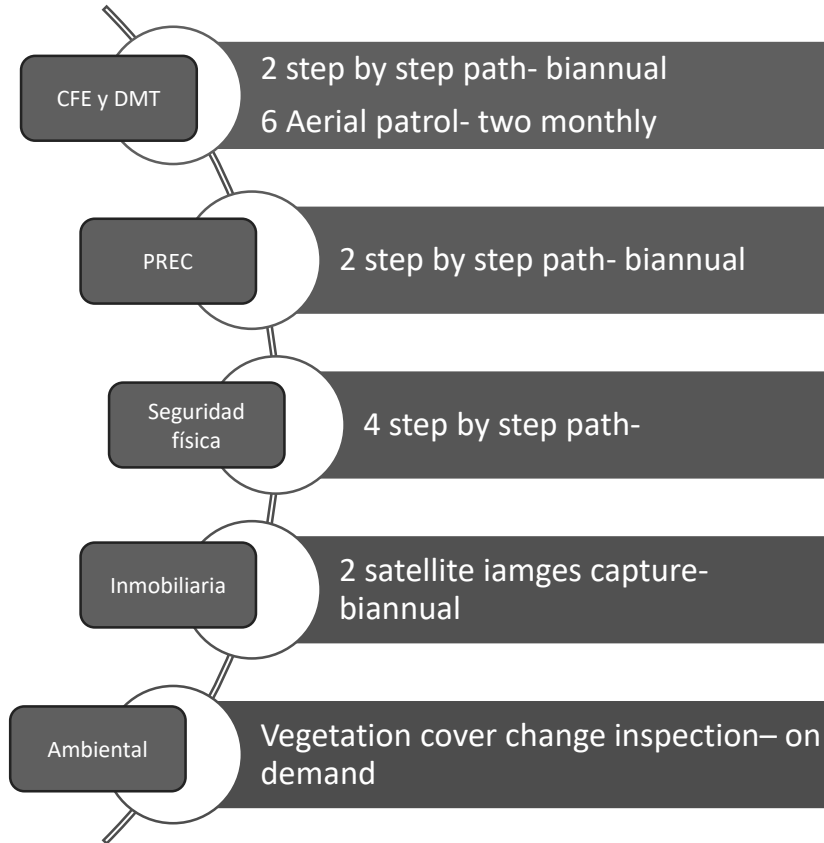 CFE y DMT
2 step by step path- biannual
6 Aerial patrol- two monthly
PREC
2 step by step path- biannual
Seguridad
física
4 step by step path-
Inmobiliaria
2 satellite iamges capture-
biannual
Ambiental
Vegetation cover change inspection– on
demand